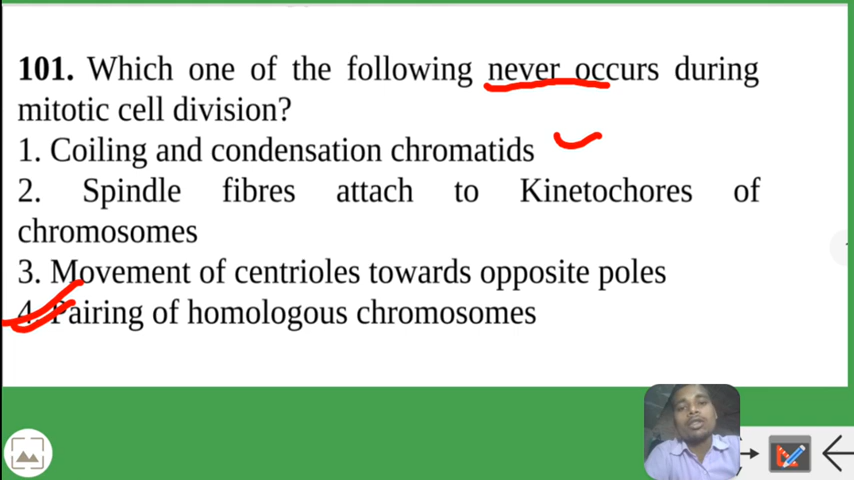 101. Which one of the following never occurs during
mitotic cell division?
1. Coiling and condensation chromatids
2. Spindle fibres attach to Kinetochores of
chromosomes
3. Movement of centrioles towards opposite poles
4. Pairing of homologous chromosomes